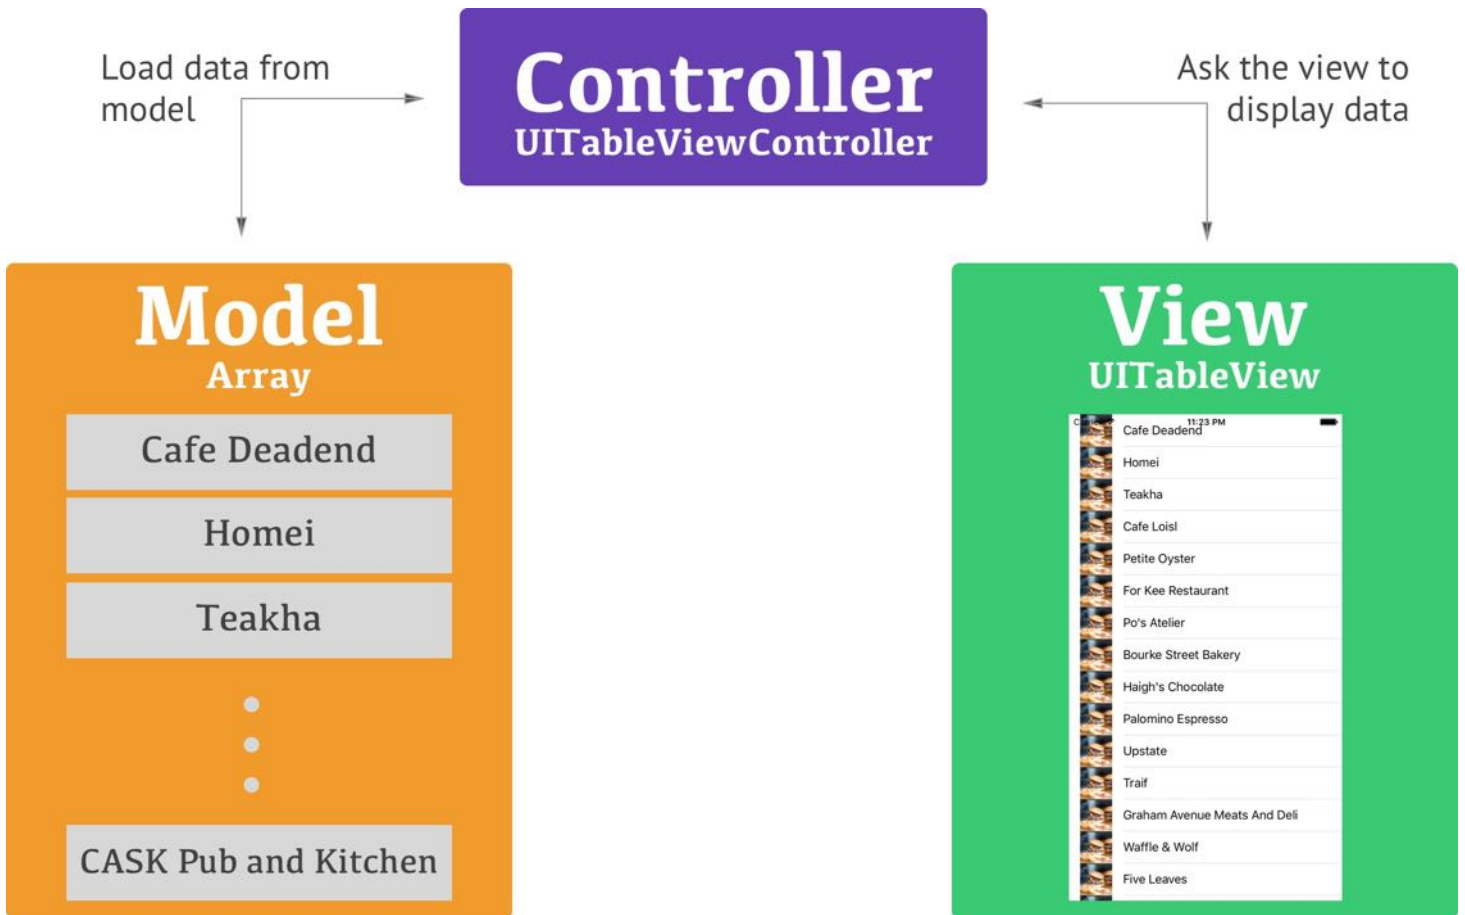 Load data from
model
Controller
UITableViewController
Ask the view to
display data
Model
Array
Cafe Deadend
Homei
Teakha
CASK Pub and Kitchen
View
UITableView
11:23 PM
Cafe Deadend
Homei
Teakha
Cafe Loisl
Petite Oyster
For Kee Restaurant
Po's Atelier
Bourke Street Bakery
Haigh's Chocolate
Palomino Espresso
Upstate
Traif
Graham Avenue Meats And Deli
Waffle & Wolf
Five Leaves